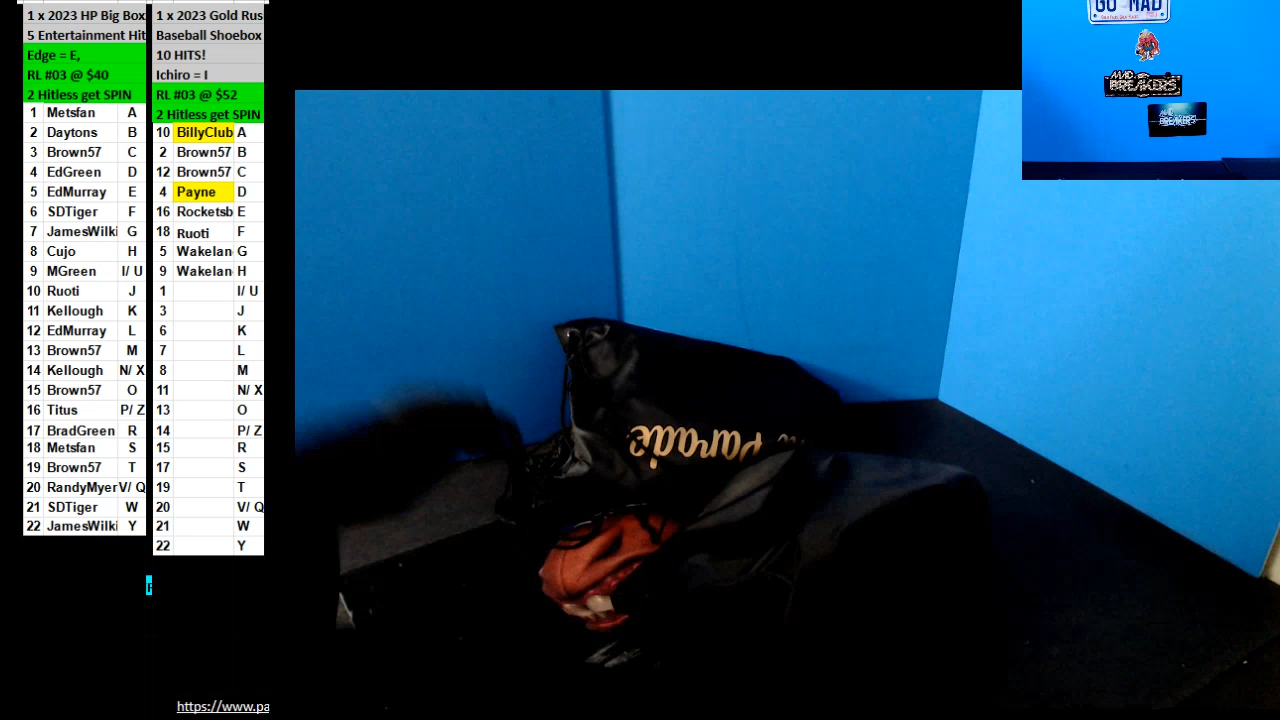 1 x 2023 HP Big Box
5 Entertainment Hit
Edge = E,
RL #03 @ $40
2 Hitless get SPIN
1 Metsfan A
2 Daytons B
3 Brown57 C
4 EdGreen D
5 EdMurray E
6 SDTiger F
7 JamesWilki G
8 Cujo H
9 MGreen I/ U
10 Ruoti J
11 Kellough K
12 EdMurray L
13 Brown57 M
14 Kellough N/ X
15 Brown57 O
16 Titus P/ Z
17 BradGreen R
18 Metsfan S
19 Brown57 T
20 RandyMyer V/ Q
21 SDTiger W
22 JamesWilki Y
1 x 2023 Gold Rus
Baseball Shoebox
10 HITS!
Ichiro = I
RL #03 @ $52
2 Hitless get SPIN
10 BillyClub A
2 Brown57 B
12 Brown57 C
4 Payne D
16 Rocketsb E
18 Ruoti F
5 Wakelan G
9 Wakelan H
1 I/ U
3 J
6 K
7 L
8 M
11 N/ X
13 O
14 P/ Z
15 R
17 S
19 T
20 V/ Q
21 W
22 Y
https://www.pa
GO MAD
MAD
BREAKERS
MAD
BREAKERS
Parade